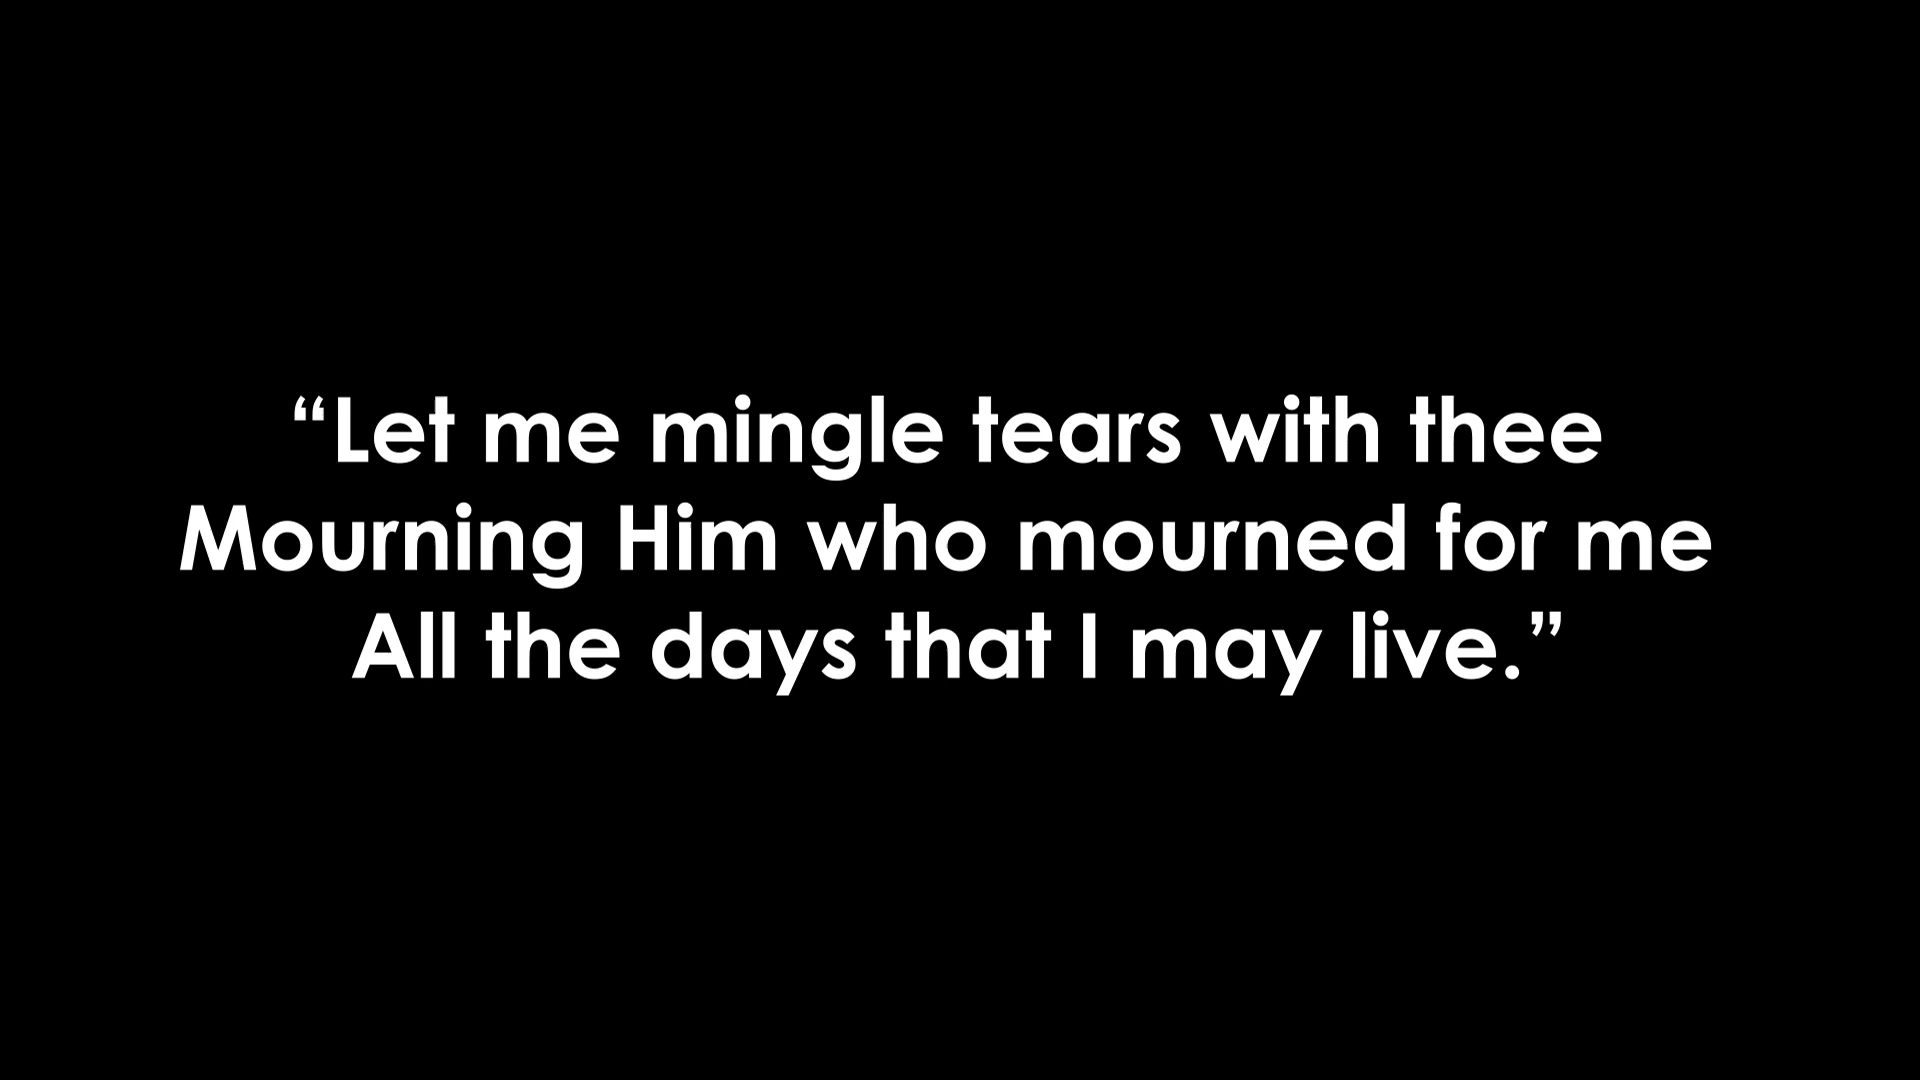 “Let me mingle tears with thee
Mourning Him who mourned for me
All the days that I may live.”